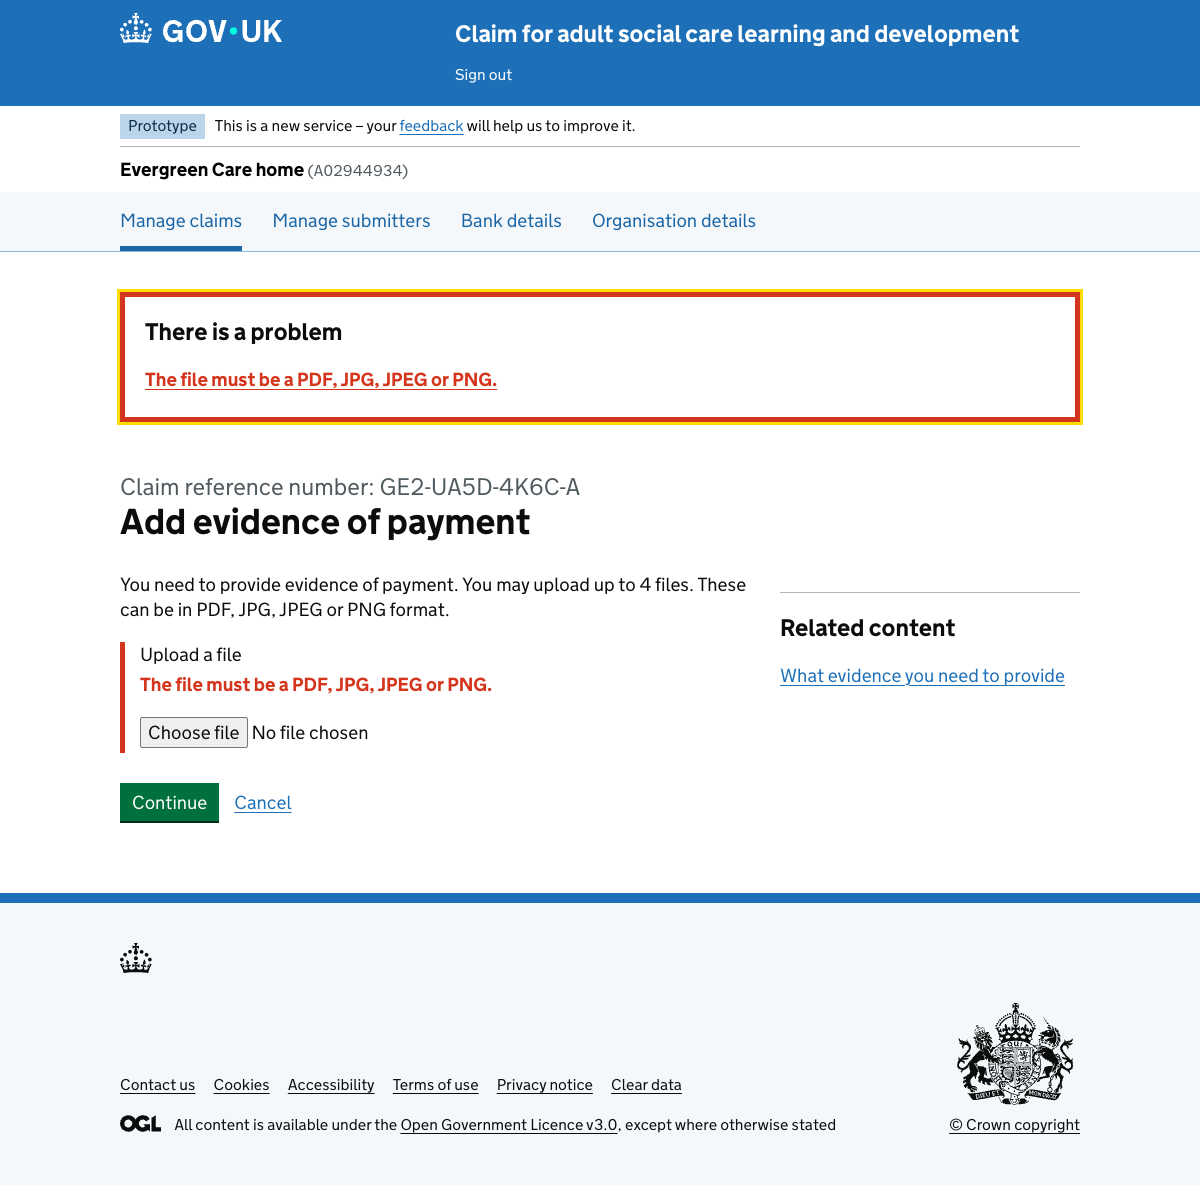 GOV•UK
Claim for adult social care learning and development
Sign out
Prototype This is a new service – your feedback will help us to improve it.
Evergreen Care home (A02944934)
Manage claims Manage submitters Bank details Organisation details
There is a problem
The file must be a PDF, JPG, JPEG or PNG.
Claim reference number: GE2-UA5D-4K6C-A
Add evidence of payment
You need to provide evidence of payment. You may upload up to 4 files. These
can be in PDF, JPG, JPEG or PNG format.
Upload a file
The file must be a PDF, JPG, JPEG or PNG.
Choose file No file chosen
Continue Cancel
Related content
What evidence you need to provide
Contact us Cookies Accessibility Terms of use Privacy notice Clear data
OGL All content is available under the Open Government Licence v3.0, except where otherwise stated
© Crown copyright